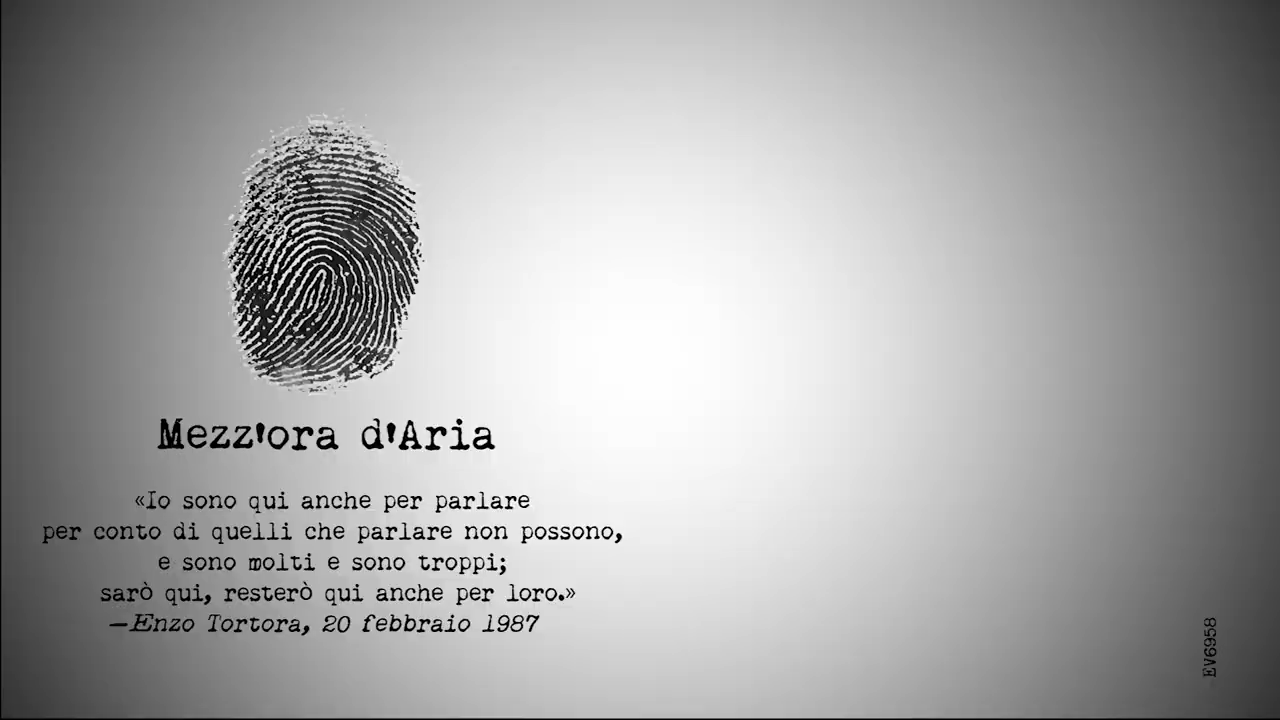 Mezz'ora d'Aria
«Io sono qui anche per parlare
per conto di quelli che parlare non possono,
e sono molti e sono troppi;
sarò qui, resterò qui anche per loro.»
—Enzo Tortora, 20 febbraio 1987
EV6958